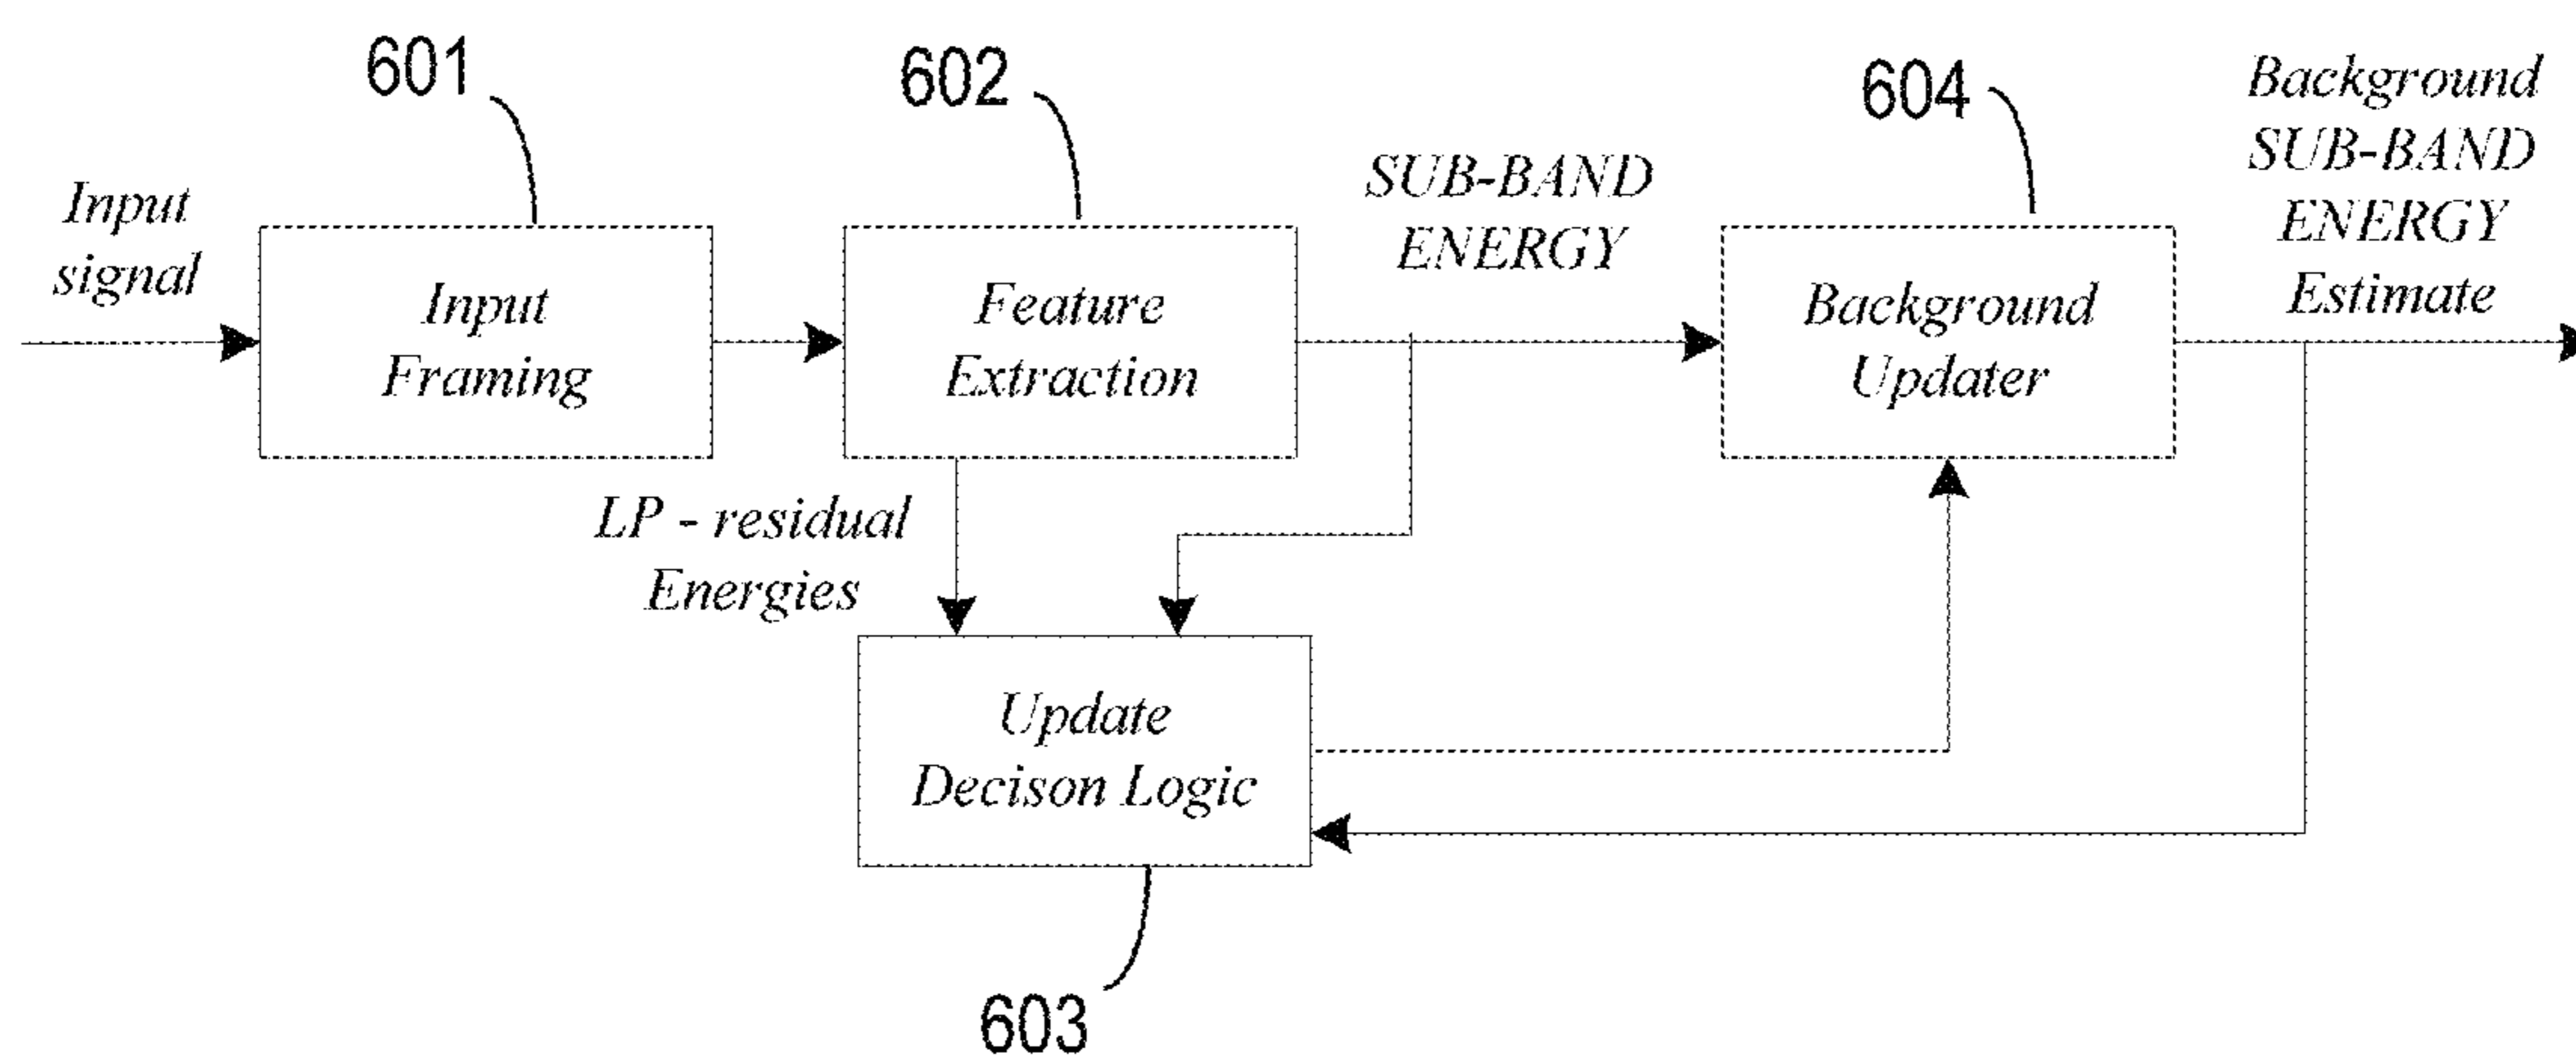 601
602
604
Background
SUB-BAND
ENERGY
Estimate
SUB-BAND
ENERGY
Input
signal
Input
Framing
Feature
Extraction
Background
Updater
LP - residual
Energies
Update
Decison Logic
603